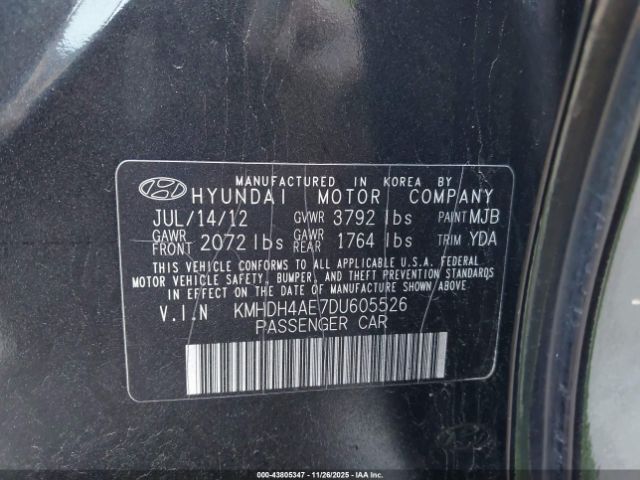 MANUFACTURED IN KOREA BY
HYUNDAI MOTOR COMPANY
JUL/14/12 GVWR 3792 lbs PAINT MJB
GAWR FRONT 2072 lbs GAWR REAR 1764 lbs TRIM YDA
THIS VEHICLE CONFORMS TO ALL APPLICABLE U.S.A. FEDERAL
MOTOR VEHICLE SAFETY, BUMPER, AND THEFT PREVENTION STANDARDS
IN EFFECT ON THE DATE OF MANUFACTURE SHOWN ABOVE.
V.I.N KMHDH4AE7DU605526
PASSENGER CAR
000-43805347 | 11/26/2025 | Copart/IAA